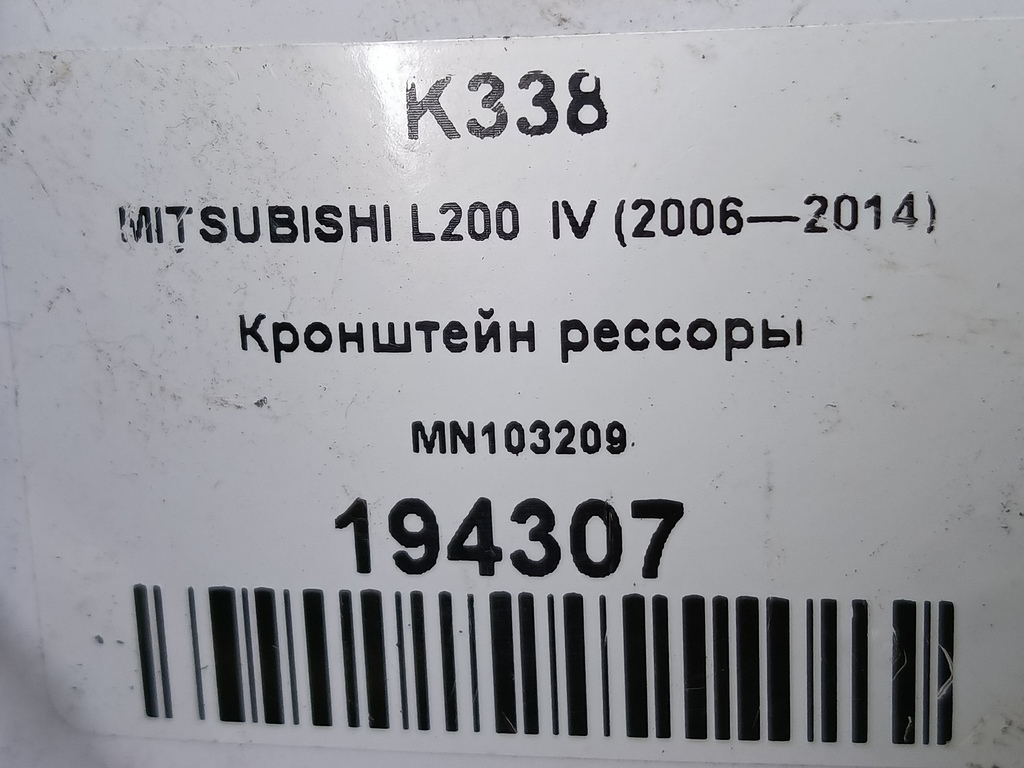 K338
MITSUBISHI L200 IV (2006—2014)
Кронштейн рессоры
MN103209
194307